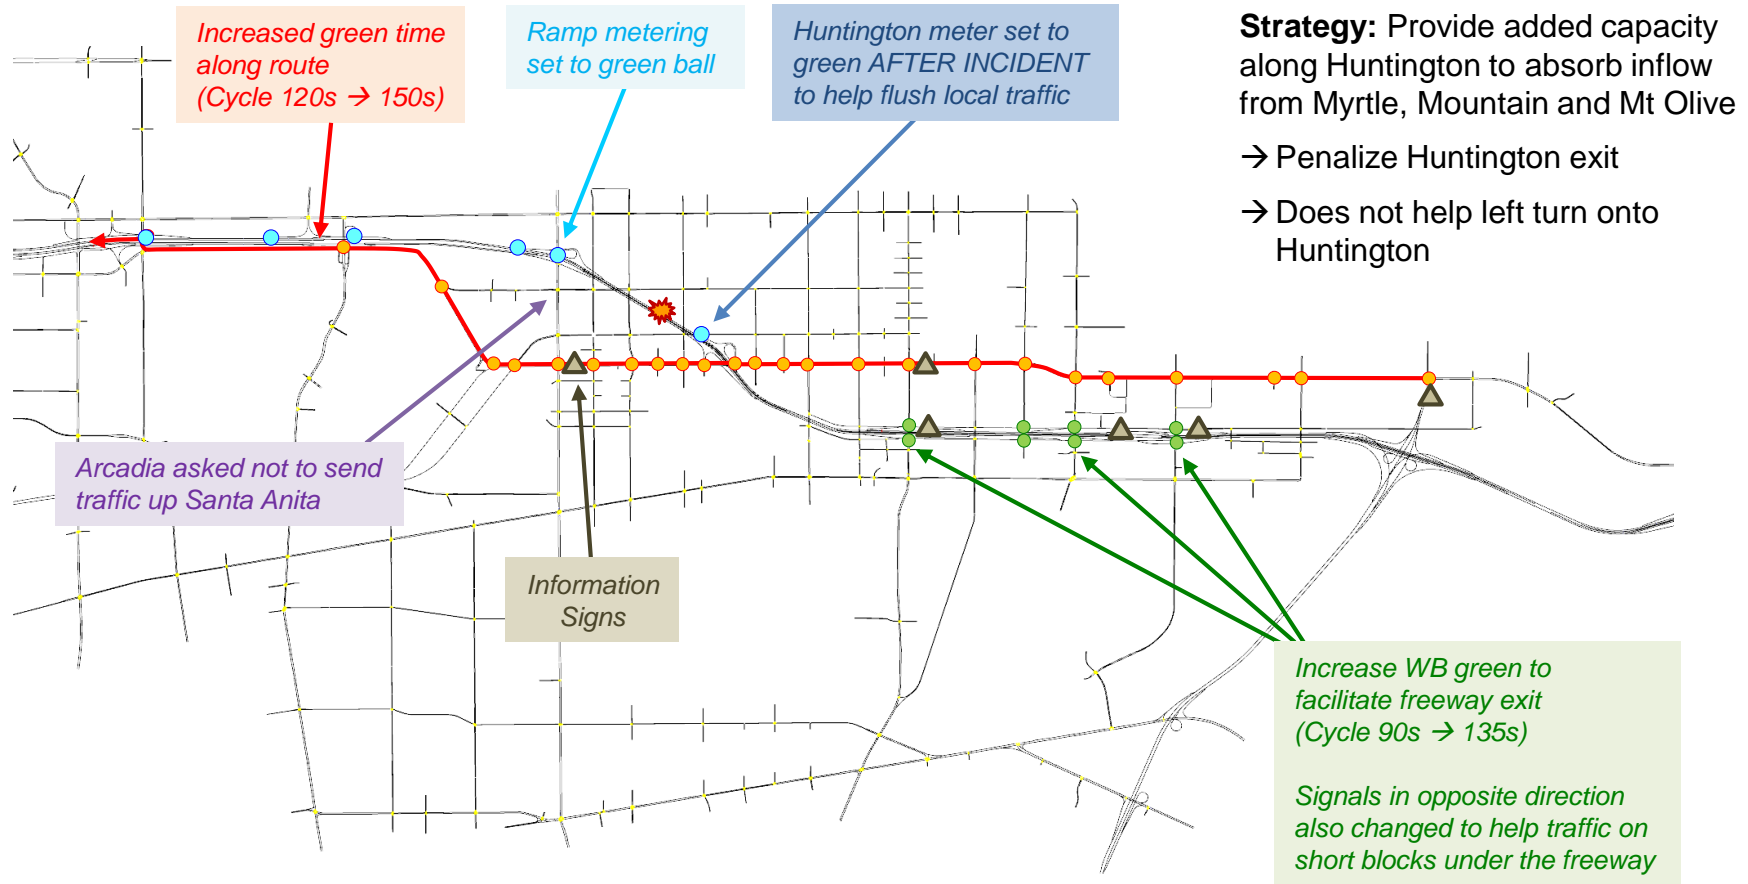 Increased green time
along route
(Cycle 120s → 150s)
Ramp metering
set to green ball
Huntington meter set to
green AFTER INCIDENT
to help flush local traffic
Strategy: Provide added capacity
along Huntington to absorb inflow
from Myrtle, Mountain and Mt Olive
→ Penalize Huntington exit
→ Does not help left turn onto
Huntington
Arcadia asked not to send
traffic up Santa Anita
Information
Signs
Increase WB green to
facilitate freeway exit
(Cycle 90s → 135s)
Signals in opposite direction
also changed to help traffic on
short blocks under the freeway